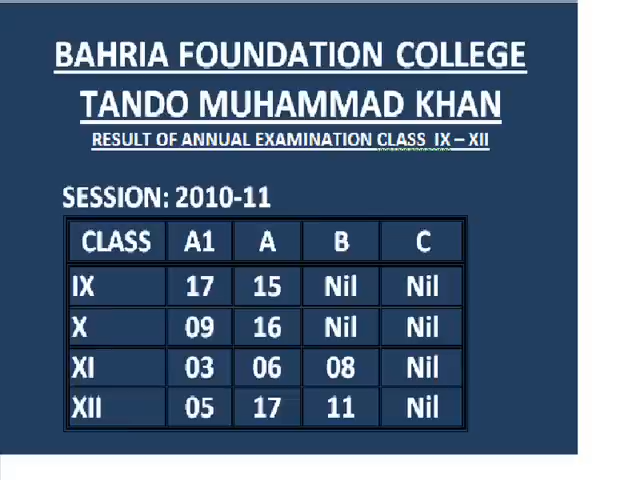 BAHRIA FOUNDATION COLLEGE
TANDO MUHAMMAD KHAN
RESULT OF ANNUAL EXAMINATION CLASS IX – XII
SESSION: 2010-11
CLASS A1 A B C
IX 17 15 Nil Nil
X 09 16 Nil Nil
XI 03 06 08 Nil
XII 05 17 11 Nil